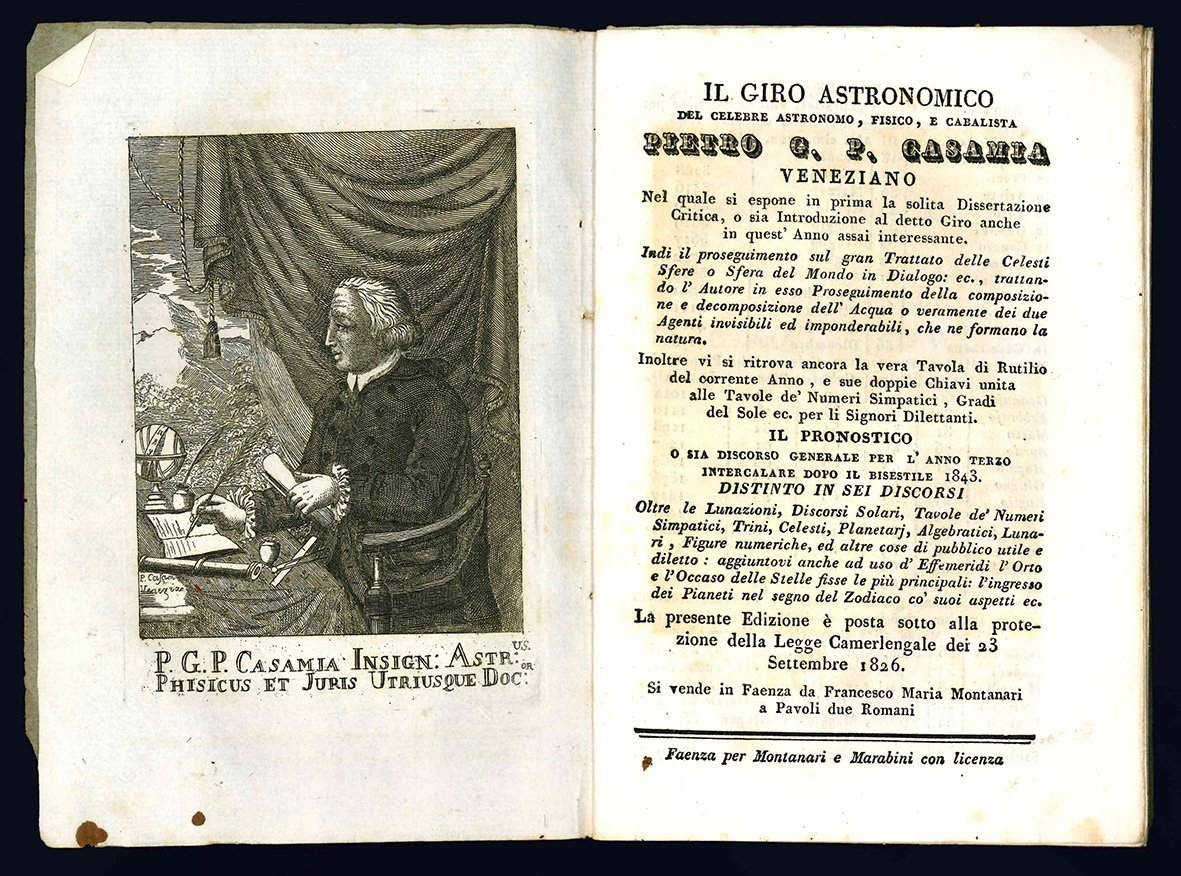 P. G. P. CASAMIA INSIGN: ASTR: US.
PHISICUS ET JURIS UTRIUSQUE DOC: OR
IL GIRO ASTRONOMICO
DEL CELEBRE ASTRONOMO, FISICO, E CABALISTA
PIETRO G. P. CASAMIA
VENEZIANO
Nel quale si espone in prima la solita Dissertazione
Critica, o sia Introduzione al detto Giro anche
in quest' Anno assai interessante.
Indi il proseguimento sul gran Trattato delle Celesti
Sfere o Sfera del Mondo in Dialogo: ec., trattan-
do l' Autore in esso Proseguimento della composizio-
ne e decomposizione dell' Acqua o veramente dei due
Agenti invisibili ed imponderabili, che ne formano la
natura.
Inoltre vi si ritrova ancora la vera Tavola di Rutilio
del corrente Anno, e sue doppie Chiavi unita
alle Tavole de' Numeri Simpatici, Gradi
del Sole ec. per li Signori Dilettanti.
IL PRONOSTICO
O SIA DISCORSO GENERALE PER L' ANNO TERZO
INTERCALARE DOPO IL BISESTILE 1843.
DISTINTO IN SEI DISCORSI
Oltre le Lunazioni, Discorsi Solari, Tavole de' Numeri
Simpatici, Trini, Celesti, Planetarj, Algebratici, Luna-
ri, Figure numeriche, ed altre cose di pubblico utile e
diletto: aggiuntovi anche ad uso d' Effemeridi l' Orto
e l'Occaso delle Stelle fisse le più principali: l'ingresso
dei Pianeti nel segno del Zodiaco co' suoi aspetti ec.
La presente Edizione è posta sotto alla prote-
zione della Legge Camerlengale dei 23
Settembre 1826.
Si vende in Faenza da Francesco Maria Montanari
a Pavoli due Romani
Faenza per Montanari e Marabini con licenza